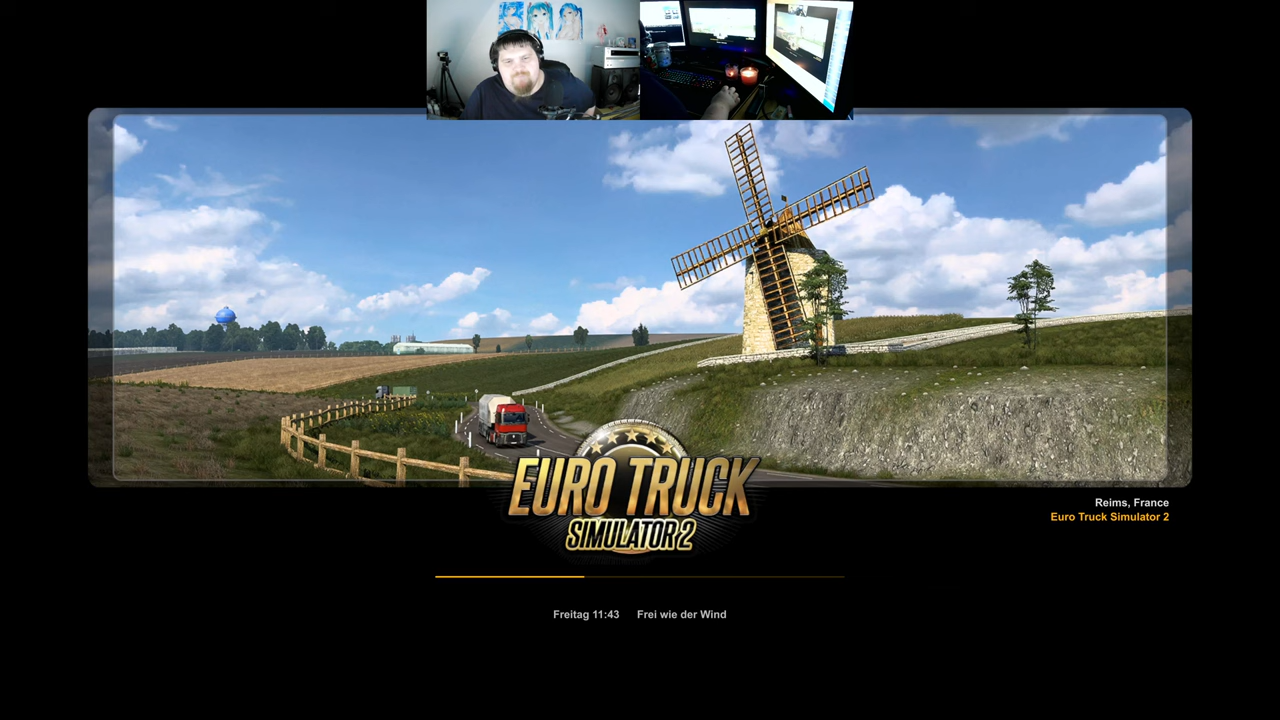 EURO TRUCK
SIMULATOR 2
Reims, France
Euro Truck Simulator 2
Freitag 11:43 Frei wie der Wind